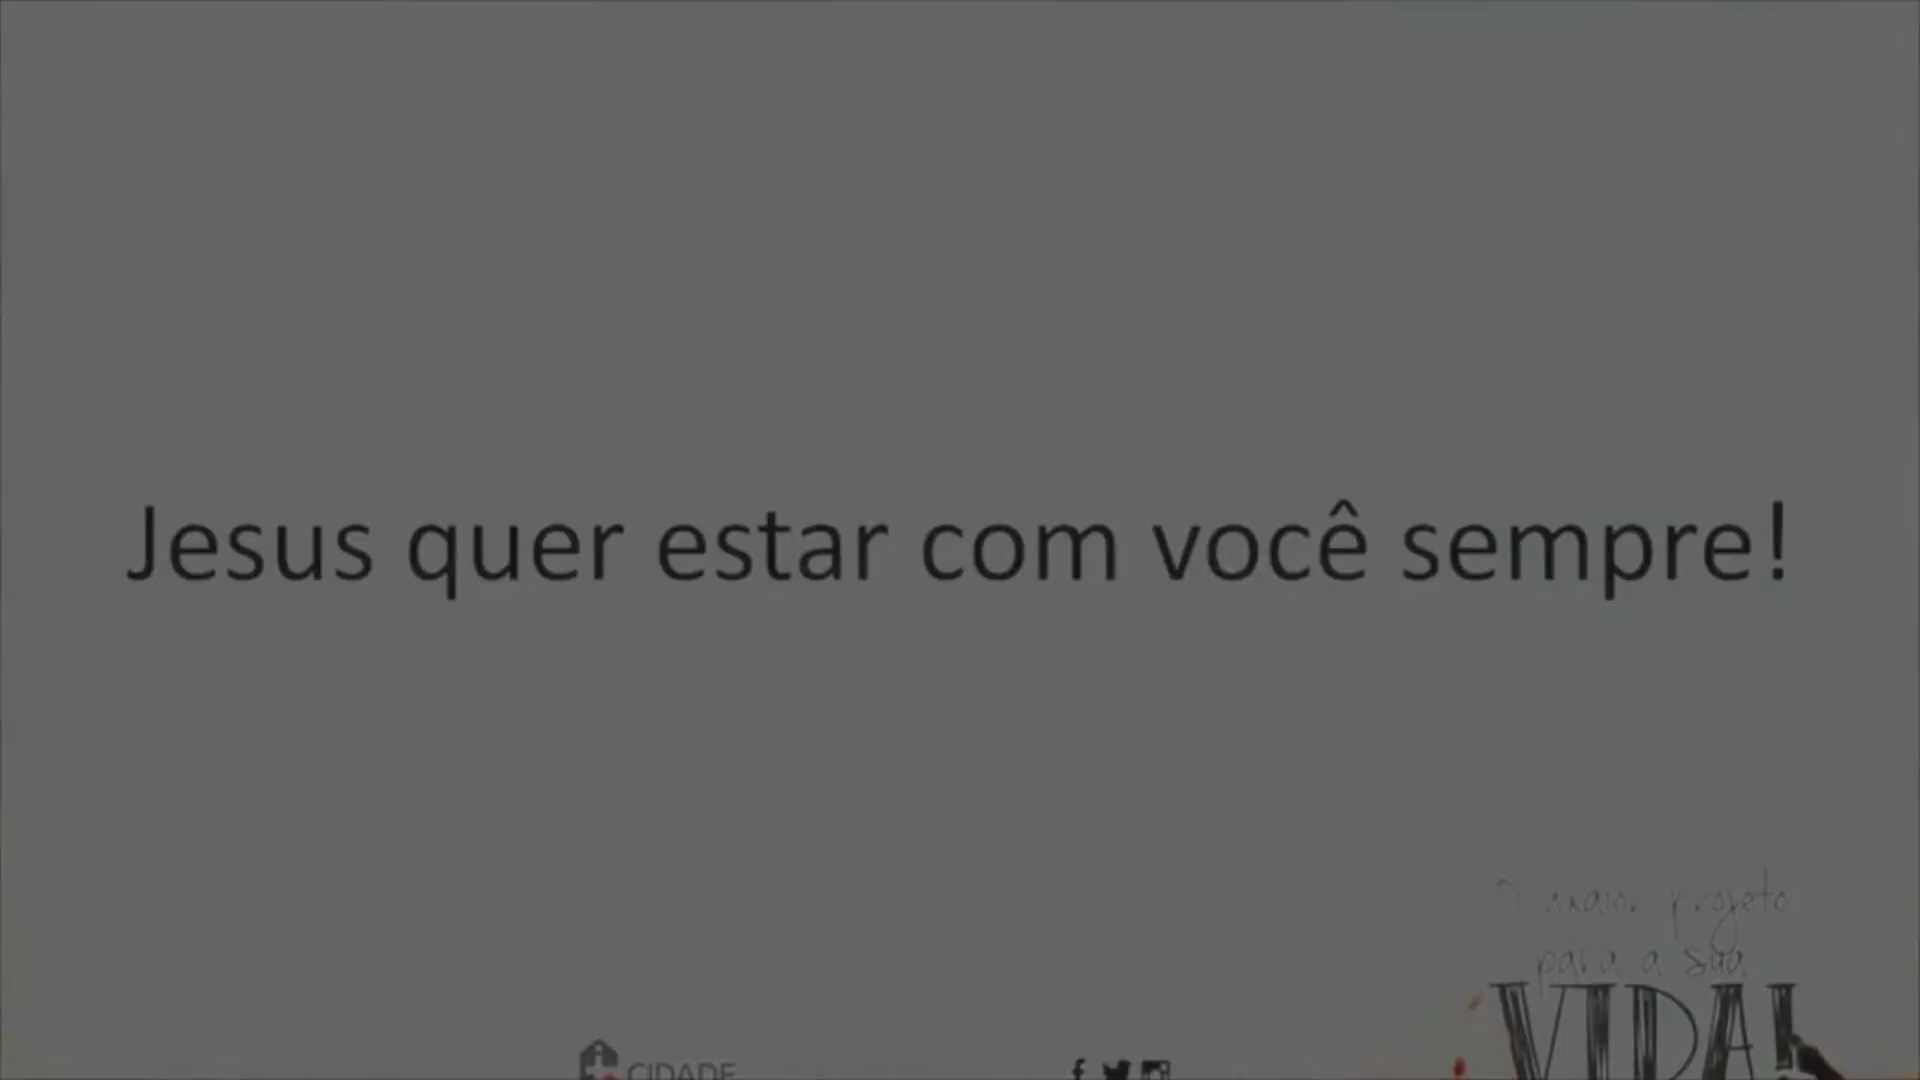 Jesus quer estar com você sempre!
O maior projeto
para a sua
VIDA!
CIDADE